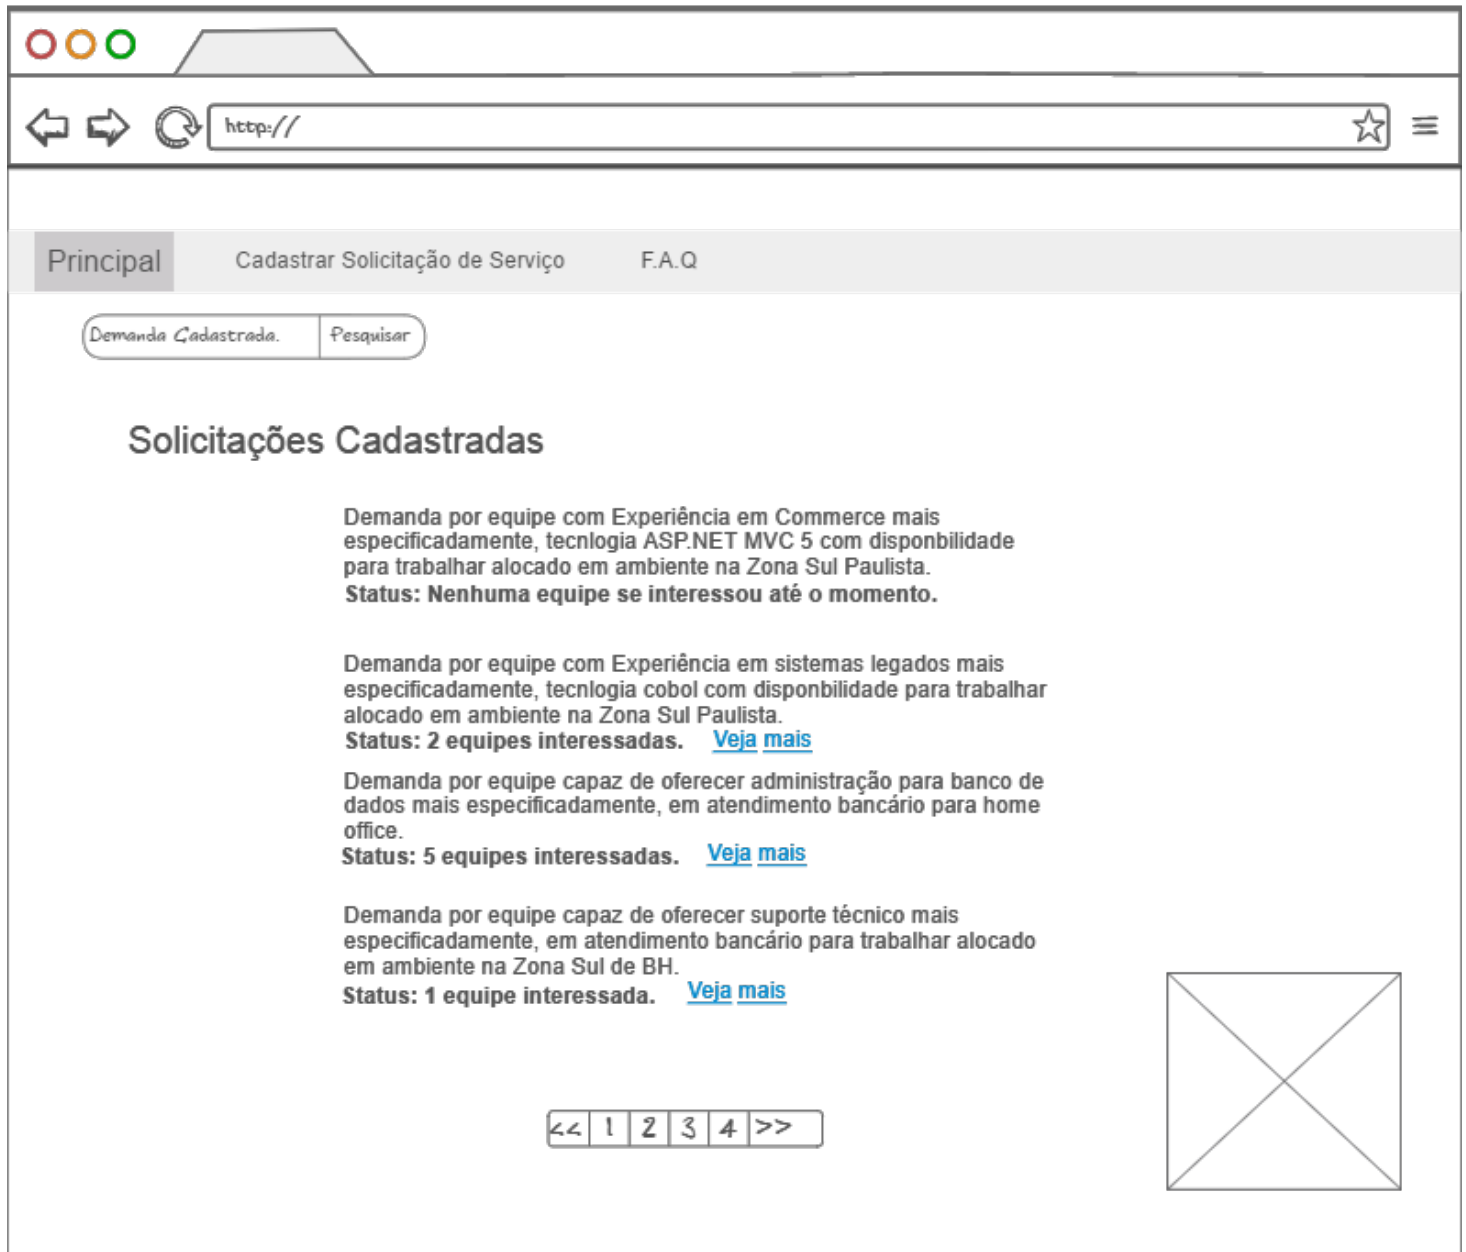 http://
Principal Cadastrar Solicitação de Serviço F.A.Q
Demanda Cadastrada. Pesquisar
Solicitações Cadastradas
Demanda por equipe com Experiência em Commerce mais
especificadamente, tecnlogia ASP.NET MVC 5 com disponbilidade
para trabalhar alocado em ambiente na Zona Sul Paulista.
Status: Nenhuma equipe se interessou até o momento.
Demanda por equipe com Experiência em sistemas legados mais
especificadamente, tecnlogia cobol com disponbilidade para trabalhar
alocado em ambiente na Zona Sul Paulista.
Status: 2 equipes interessadas. Veja mais
Demanda por equipe capaz de oferecer administração para banco de
dados mais especificadamente, em atendimento bancário para home
office.
Status: 5 equipes interessadas. Veja mais
Demanda por equipe capaz de oferecer suporte técnico mais
especificadamente, em atendimento bancário para trabalhar alocado
em ambiente na Zona Sul de BH.
Status: 1 equipe interessada. Veja mais
<< 1 2 3 4 >>